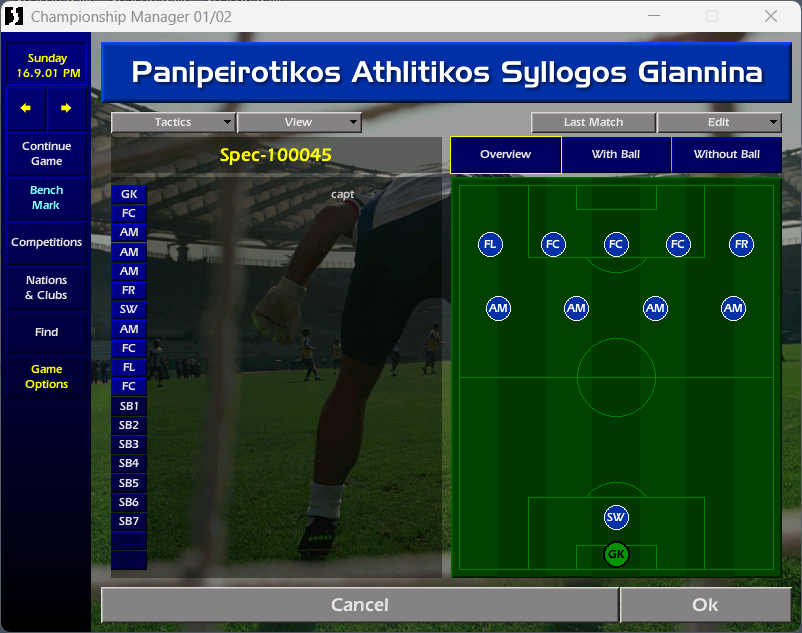 Championship Manager 01/02
Sunday
16.9.01 PM
Continue
Game
Bench
Mark
Competitions
Nations
& Clubs
Find
Game
Options
Panipeirotikos Athlitikos Syllogos Giannina
Tactics
View
Last Match
Edit
Spec-100045
Overview
With Ball
Without Ball
GK capt
FC
AM
AM
AM
FR
SW
AM
FC
FL
FC
SB1
SB2
SB3
SB4
SB5
SB6
SB7
FL FC FC FC FR
AM AM AM AM
SW
GK
Cancel
Ok